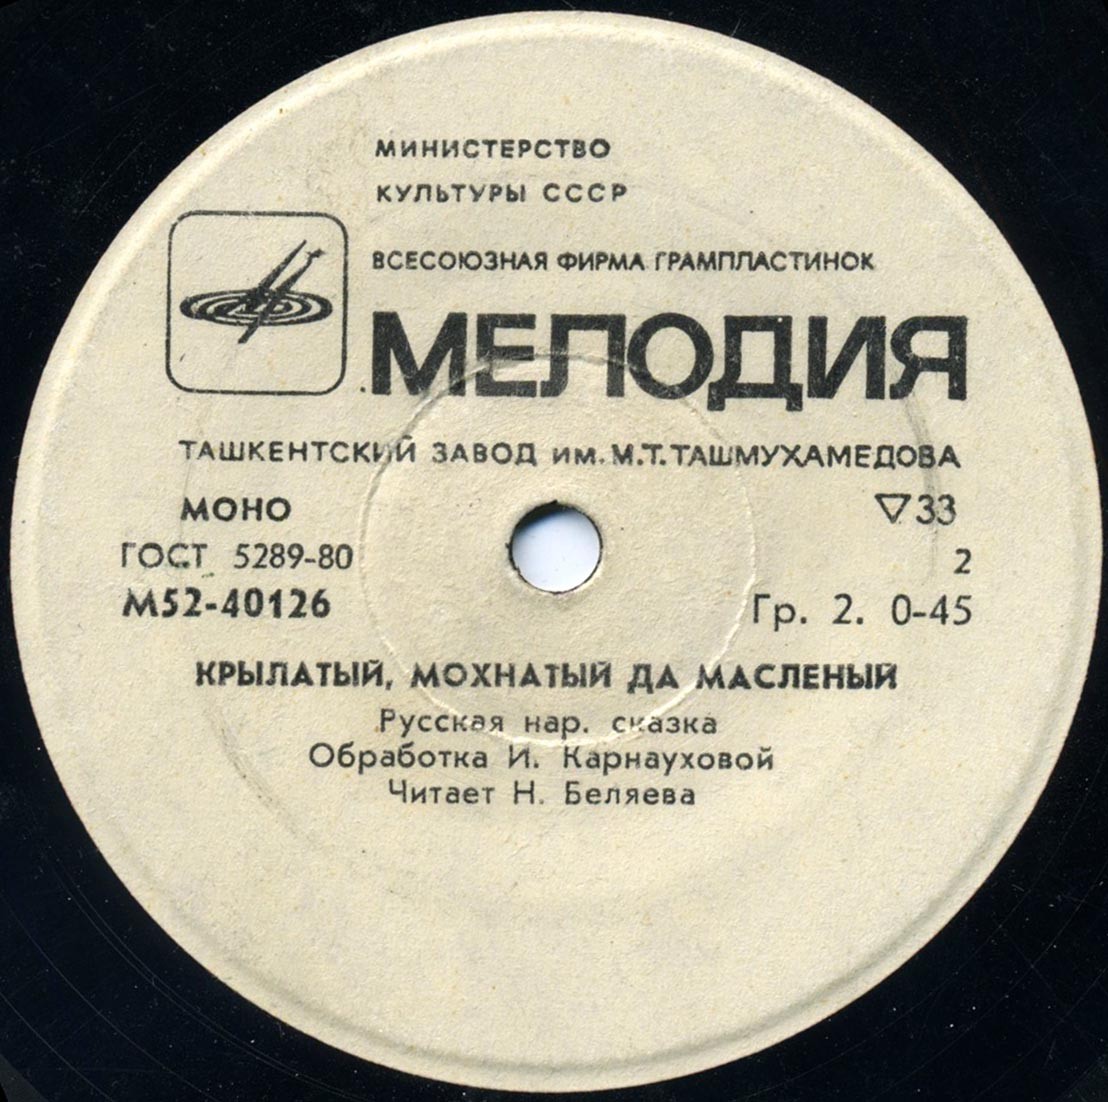 МИНИСТЕРСТВО
КУЛЬТУРЫ СССР
ВСЕСОЮЗНАЯ ФИРМА ГРАМПЛАСТИНОК
МЕЛОДИЯ
ТАШКЕНТСКИЙ ЗАВОД им. М.Т. ТАШМУХАМЕДОВА
МОНО ▽33
ГОСТ 5289-80 2
М52-40126 Гр. 2. 0-45
КРЫЛАТЫЙ, МОХНАТЫЙ ДА МАСЛЕНЫЙ
Русская нар. сказка
Обработка И. Карнауховой
Читает Н. Беляева